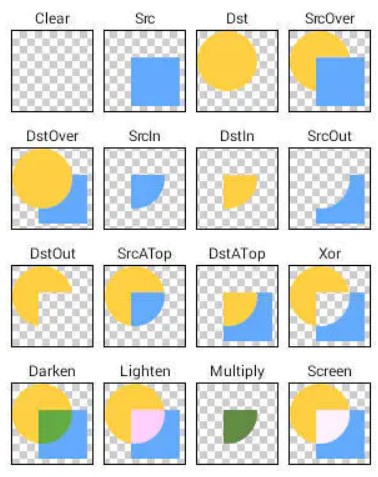 Clear Src Dst SrcOver
DstOver SrcIn DstIn SrcOut
DstOut SrcATop DstATop Xor
Darken Lighten Multiply Screen